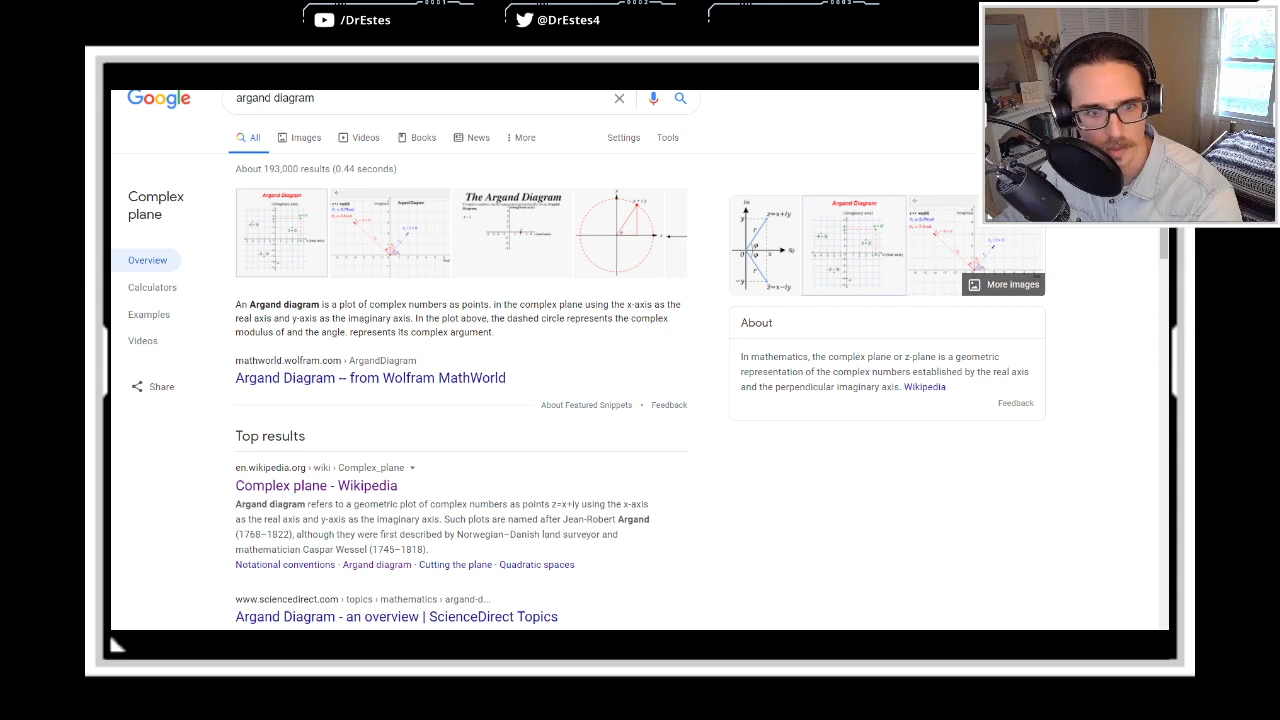 0001
0002
0003
/DrEstes
@DrEstes4
Google
argand diagram
All
Images
Videos
Books
News
More
Settings
Tools
About 193,000 results (0.44 seconds)
Complex
plane
Overview
Calculators
Examples
Videos
Share
Argand Diagram
The Argand Diagram
An Argand diagram is a plot of complex numbers as points. in the complex plane using the x-axis as the
real axis and y-axis as the imaginary axis. In the plot above, the dashed circle represents the complex
modulus of and the angle. represents its complex argument.
mathworld.wolfram.com › ArgandDiagram
Argand Diagram -- from Wolfram MathWorld
About Featured Snippets • Feedback
Top results
en.wikipedia.org › wiki › Complex_plane
Complex plane - Wikipedia
Argand diagram refers to a geometric plot of complex numbers as points z=x+iy using the x-axis
as the real axis and y-axis as the imaginary axis. Such plots are named after Jean-Robert Argand
(1768–1822), although they were first described by Norwegian–Danish land surveyor and
mathematician Caspar Wessel (1745–1818).
Notational conventions · Argand diagram · Cutting the plane · Quadratic spaces
www.sciencedirect.com › topics › mathematics › argand-d...
Argand Diagram - an overview | ScienceDirect Topics
Im
z=x+iy
z=x−iy
Argand Diagram
More images
About
In mathematics, the complex plane or z-plane is a geometric
representation of the complex numbers established by the real axis
and the perpendicular imaginary axis. Wikipedia
Feedback